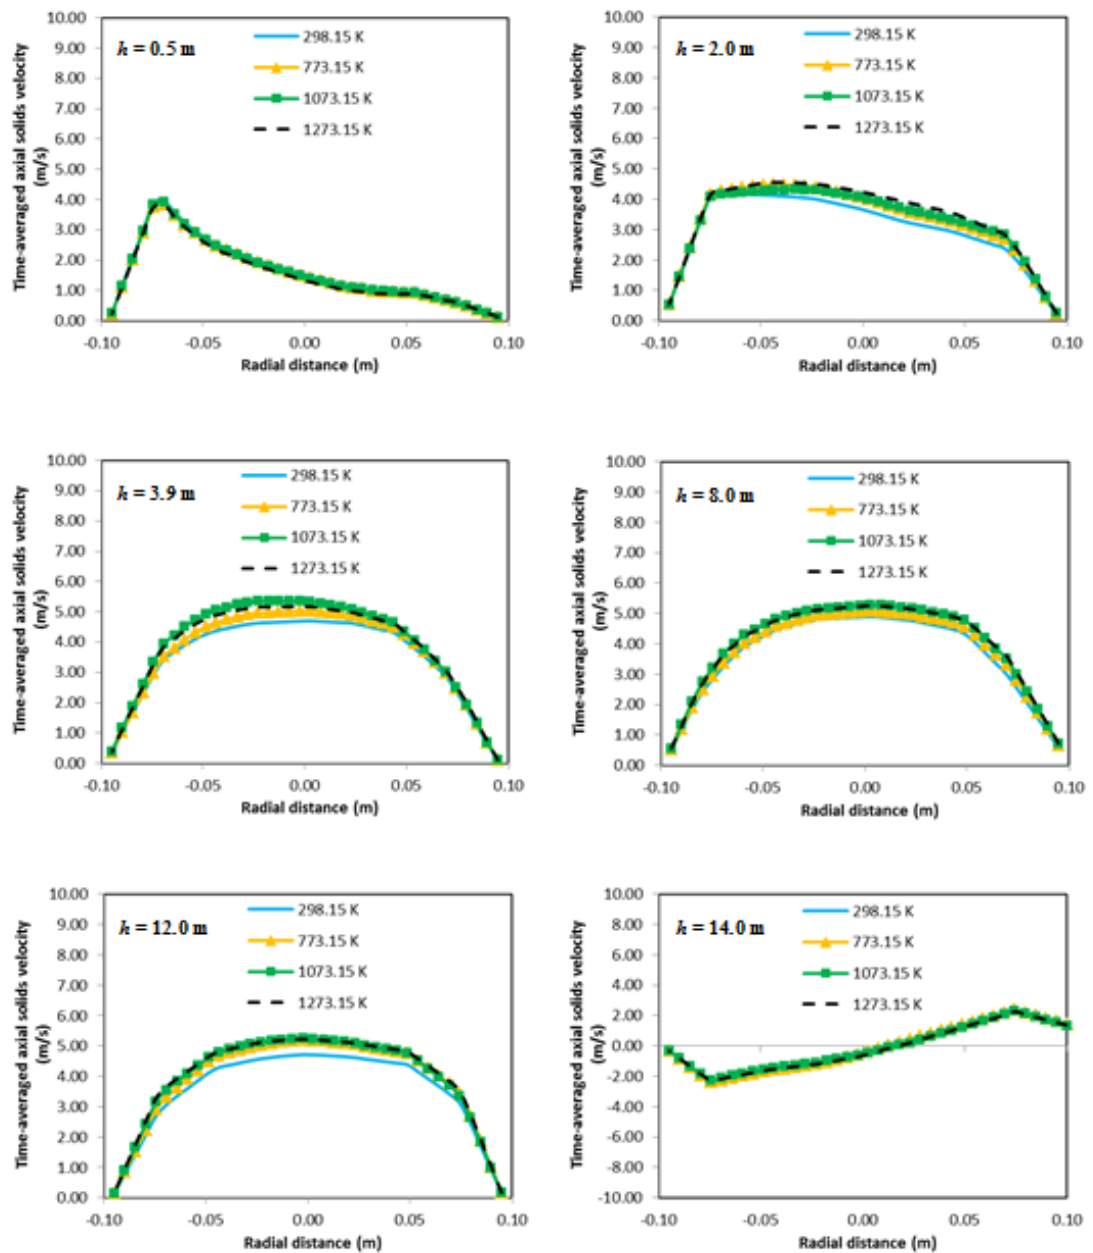 10.00
9.00
8.00
7.00
6.00
5.00
4.00
3.00
2.00
1.00
0.00
Time-averaged axial solids velocity
(m/s)
h = 0.5 m
298.15 K
773.15 K
1073.15 K
1273.15 K
-0.10 -0.05 0.00 0.05 0.10
Radial distance (m)
10.00
9.00
8.00
7.00
6.00
5.00
4.00
3.00
2.00
1.00
0.00
Time-averaged axial solids velocity
(m/s)
h = 2.0 m
298.15 K
773.15 K
1073.15 K
1273.15 K
-0.10 -0.05 0.00 0.05 0.10
Radial distance (m)
10.00
9.00
8.00
7.00
6.00
5.00
4.00
3.00
2.00
1.00
0.00
Time-averaged axial solids velocity
(m/s)
h = 3.9 m
298.15 K
773.15 K
1073.15 K
1273.15 K
-0.10 -0.05 0.00 0.05 0.10
Radial distance (m)
10.00
9.00
8.00
7.00
6.00
5.00
4.00
3.00
2.00
1.00
0.00
Time-averaged axial solids velocity
(m/s)
h = 8.0 m
298.15 K
773.15 K
1073.15 K
1273.15 K
-0.10 -0.05 0.00 0.05 0.10
Radial distance (m)
10.00
9.00
8.00
7.00
6.00
5.00
4.00
3.00
2.00
1.00
0.00
Time-averaged axial solids velocity
(m/s)
h = 12.0 m
298.15 K
773.15 K
1073.15 K
1273.15 K
-0.10 -0.05 0.00 0.05 0.10
Radial distance (m)
10.00
8.00
6.00
4.00
2.00
0.00
-2.00
-4.00
-6.00
-8.00
-10.00
Time-averaged axial solids velocity
(m/s)
h = 14.0 m
298.15 K
773.15 K
1073.15 K
1273.15 K
-0.10 -0.05 0.00 0.05 0.10
Radial distance (m)